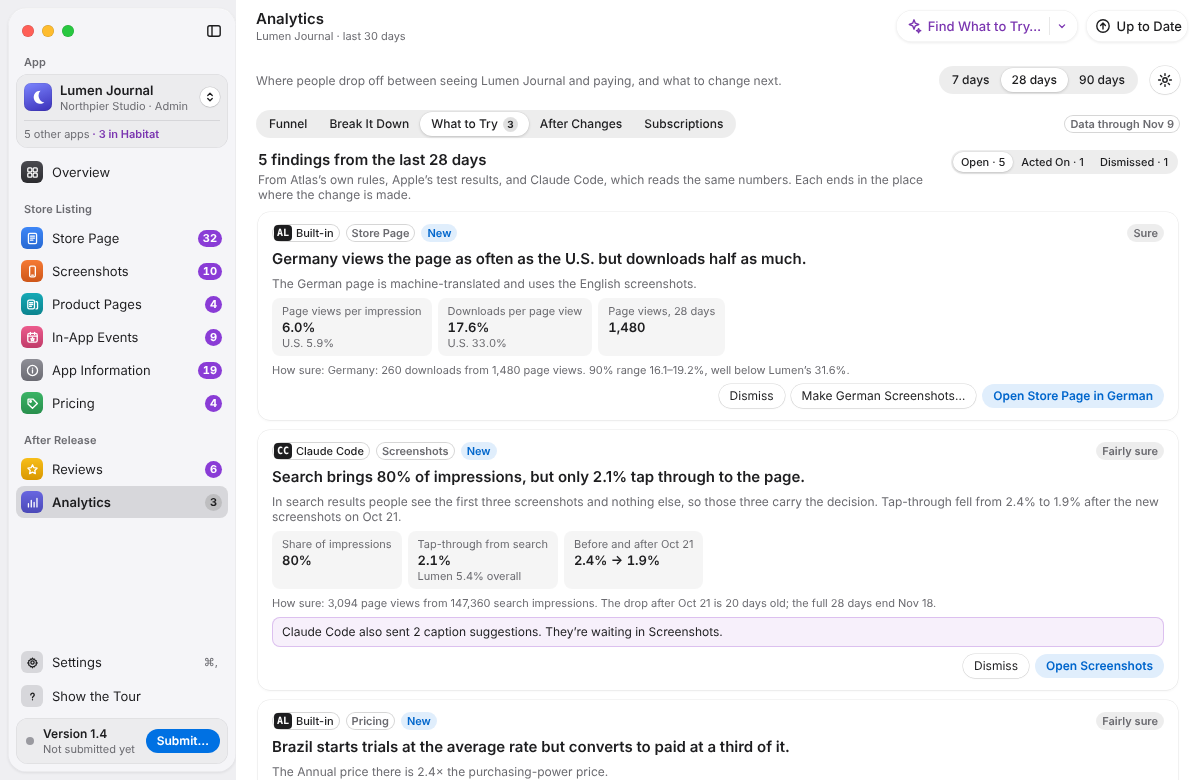 App
Lumen Journal
Northpier Studio · Admin
5 other apps · 3 in Habitat
Overview
Store Listing
Store Page 32
Screenshots 10
Product Pages 4
In-App Events 9
App Information 19
Pricing 4
After Release
Reviews 6
Analytics 3
Settings ⌘,
? Show the Tour
Version 1.4
Not submitted yet
Submit...
Analytics
Lumen Journal · last 30 days
Find What to Try...
Up to Date
Where people drop off between seeing Lumen Journal and paying, and what to change next.
7 days 28 days 90 days
Funnel Break It Down What to Try 3 After Changes Subscriptions
Data through Nov 9
5 findings from the last 28 days
Open · 5 Acted On · 1 Dismissed · 1
From Atlas’s own rules, Apple’s test results, and Claude Code, which reads the same numbers. Each ends in the place
where the change is made.
AL Built-in Store Page New Sure
Germany views the page as often as the U.S. but downloads half as much.
The German page is machine-translated and uses the English screenshots.
Page views per impression
6.0%
U.S. 5.9%
Downloads per page view
17.6%
U.S. 33.0%
Page views, 28 days
1,480
How sure: Germany: 260 downloads from 1,480 page views. 90% range 16.1–19.2%, well below Lumen’s 31.6%.
Dismiss Make German Screenshots... Open Store Page in German
CC Claude Code Screenshots New Fairly sure
Search brings 80% of impressions, but only 2.1% tap through to the page.
In search results people see the first three screenshots and nothing else, so those three carry the decision. Tap-through fell from 2.4% to 1.9% after the new
screenshots on Oct 21.
Share of impressions
80%
Tap-through from search
2.1%
Lumen 5.4% overall
Before and after Oct 21
2.4% → 1.9%
How sure: 3,094 page views from 147,360 search impressions. The drop after Oct 21 is 20 days old; the full 28 days end Nov 18.
Claude Code also sent 2 caption suggestions. They’re waiting in Screenshots.
Dismiss Open Screenshots
AL Built-in Pricing New Fairly sure
Brazil starts trials at the average rate but converts to paid at a third of it.
The Annual price there is 2.4× the purchasing-power price.